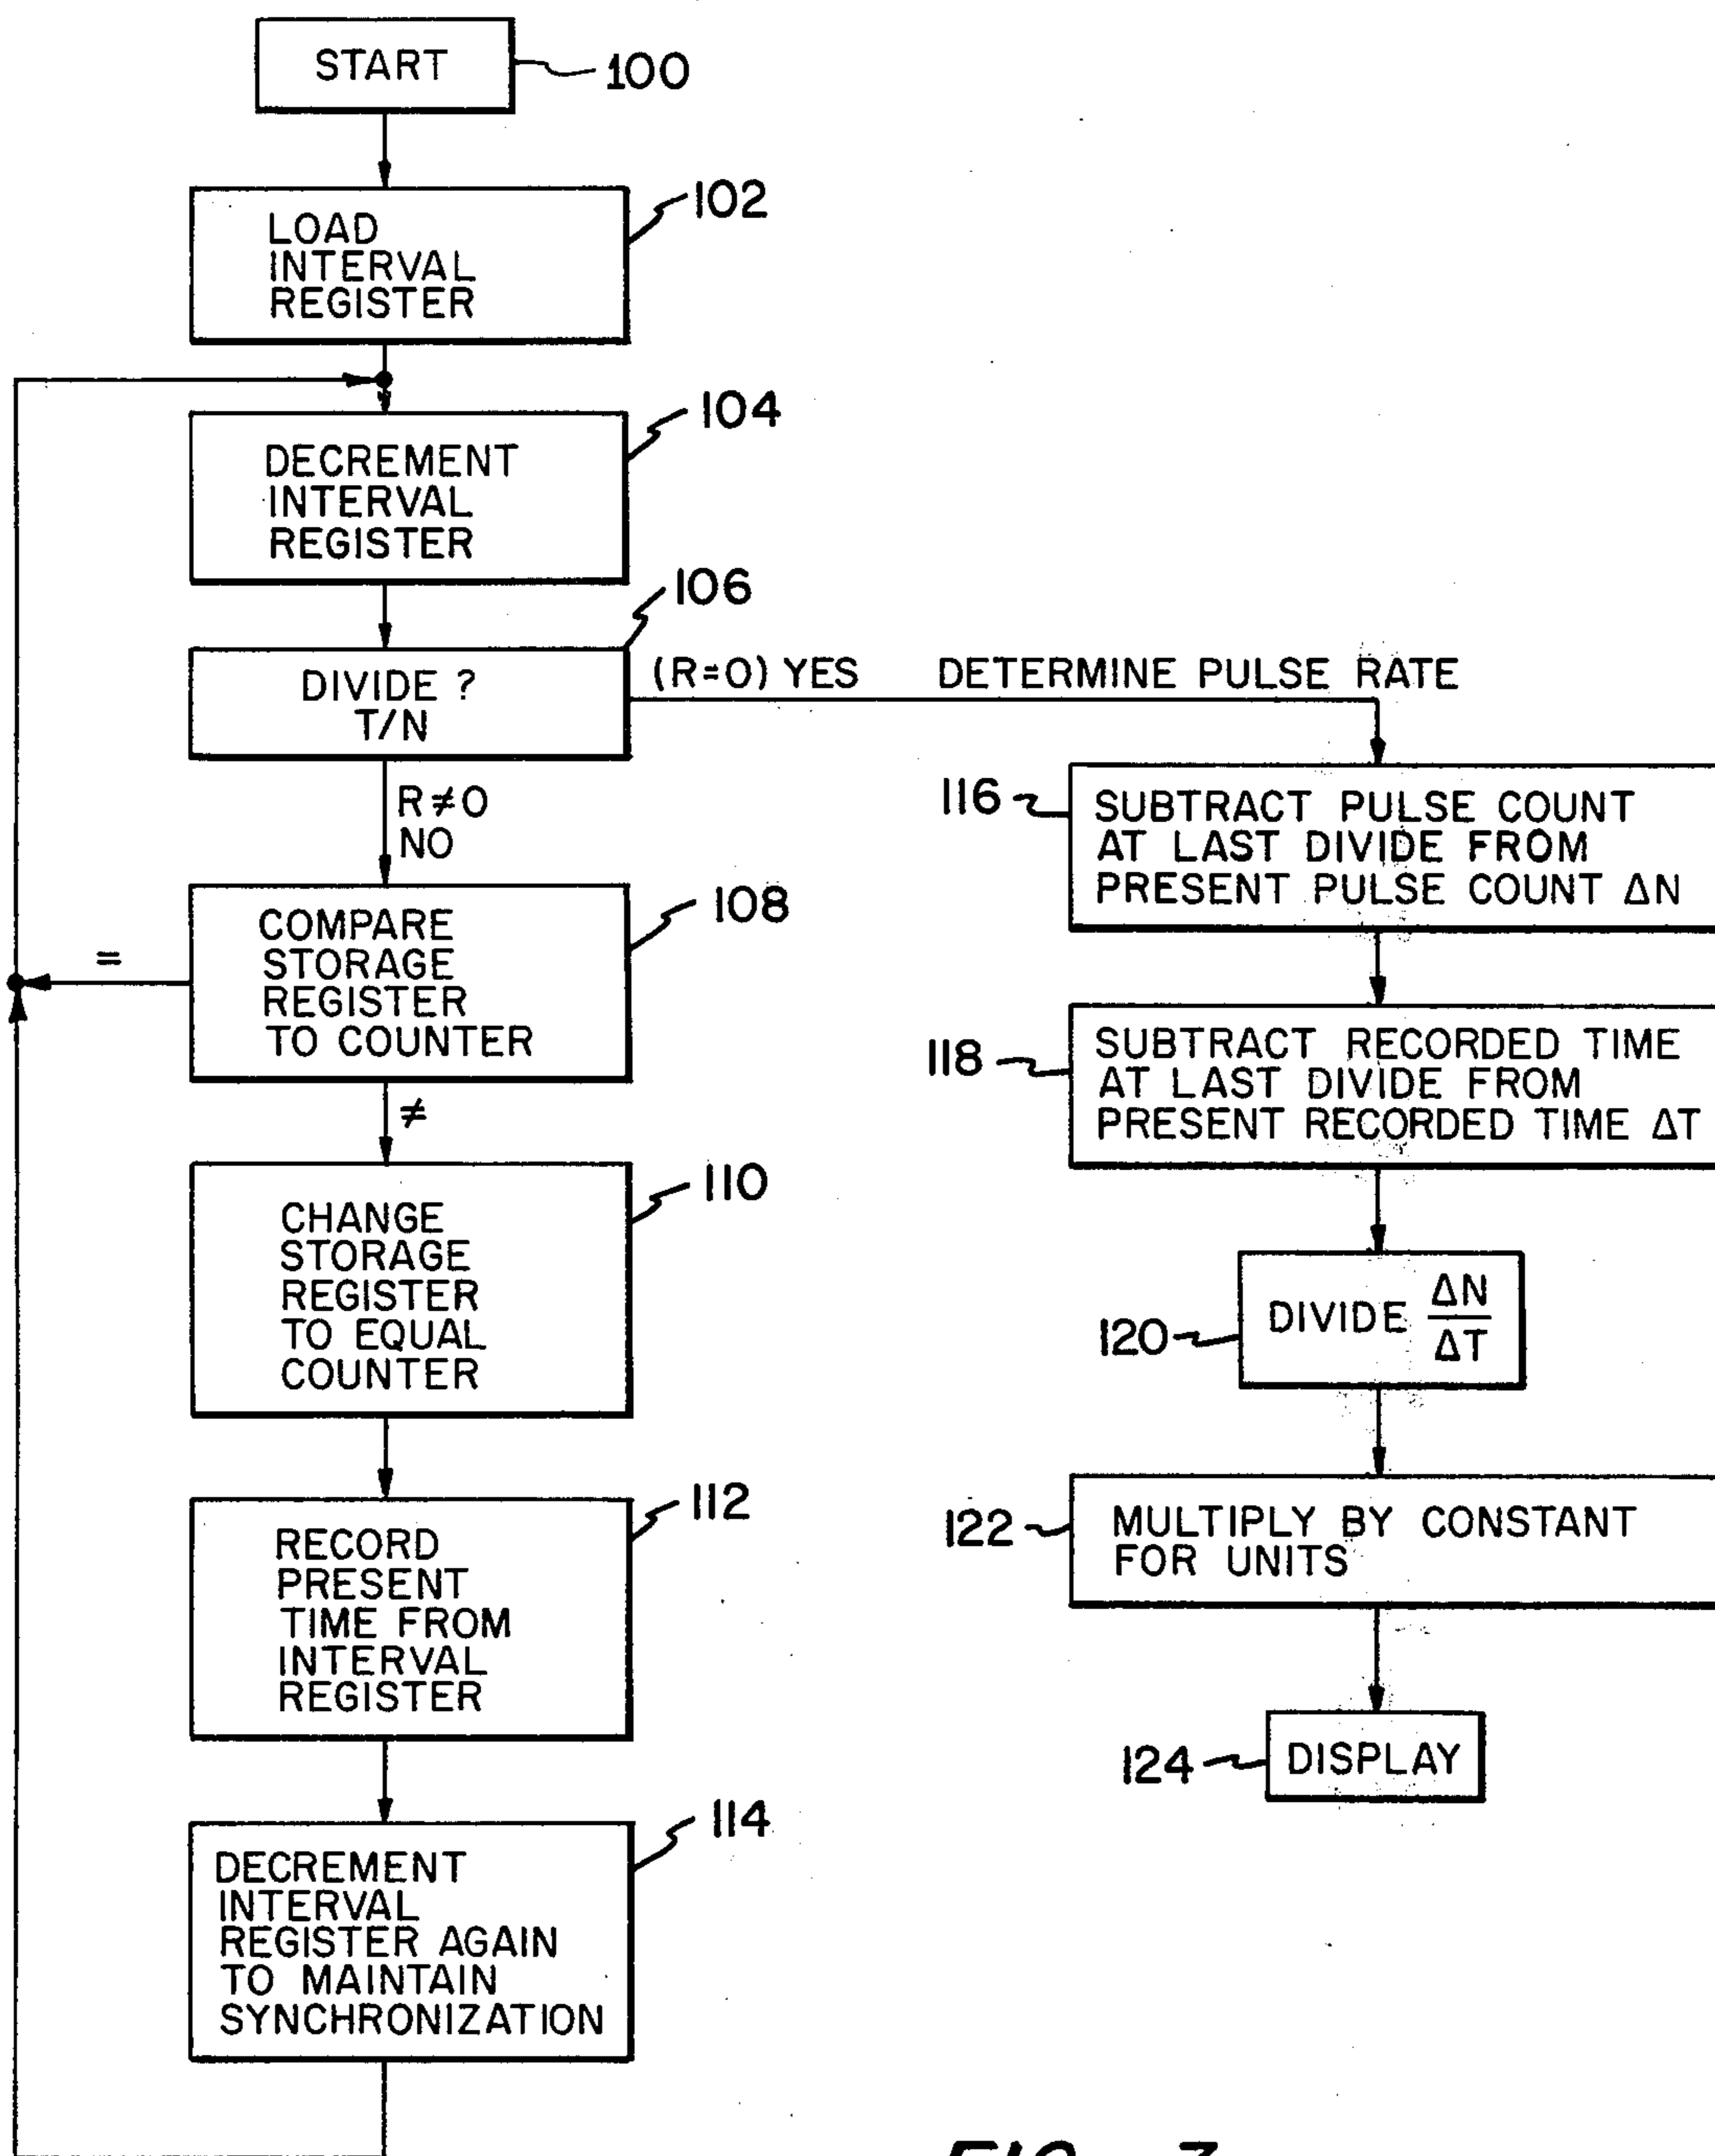 START
100
LOAD
INTERVAL
REGISTER
102
DECREMENT
INTERVAL
REGISTER
104
DIVIDE ?
T/N
106
(R=0) YES
DETERMINE PULSE RATE
R≠0
NO
COMPARE
STORAGE
REGISTER
TO COUNTER
108
=
≠
CHANGE
STORAGE
REGISTER
TO EQUAL
COUNTER
110
RECORD
PRESENT
TIME FROM
INTERVAL
REGISTER
112
DECREMENT
INTERVAL
REGISTER AGAIN
TO MAINTAIN
SYNCHRONIZATION
114
116
SUBTRACT PULSE COUNT
AT LAST DIVIDE FROM
PRESENT PULSE COUNT ΔN
118
SUBTRACT RECORDED TIME
AT LAST DIVIDE FROM
PRESENT RECORDED TIME ΔT
120
DIVIDE ΔN
ΔT
122
MULTIPLY BY CONSTANT
FOR UNITS
124
DISPLAY